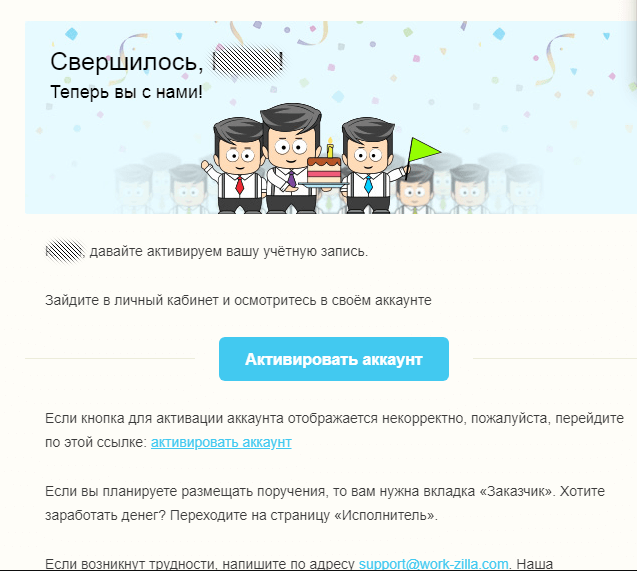 Свершилось, !
Теперь вы с нами!
, давайте активируем вашу учётную запись.
Зайдите в личный кабинет и осмотритесь в своём аккаунте
Активировать аккаунт
Если кнопка для активации аккаунта отображается некорректно, пожалуйста, перейдите
по этой ссылке: активировать аккаунт
Если вы планируете размещать поручения, то вам нужна вкладка «Заказчик». Хотите
заработать денег? Переходите на страницу «Исполнитель».
Если возникнут трудности, напишите по адресу support@work-zilla.com. Наша